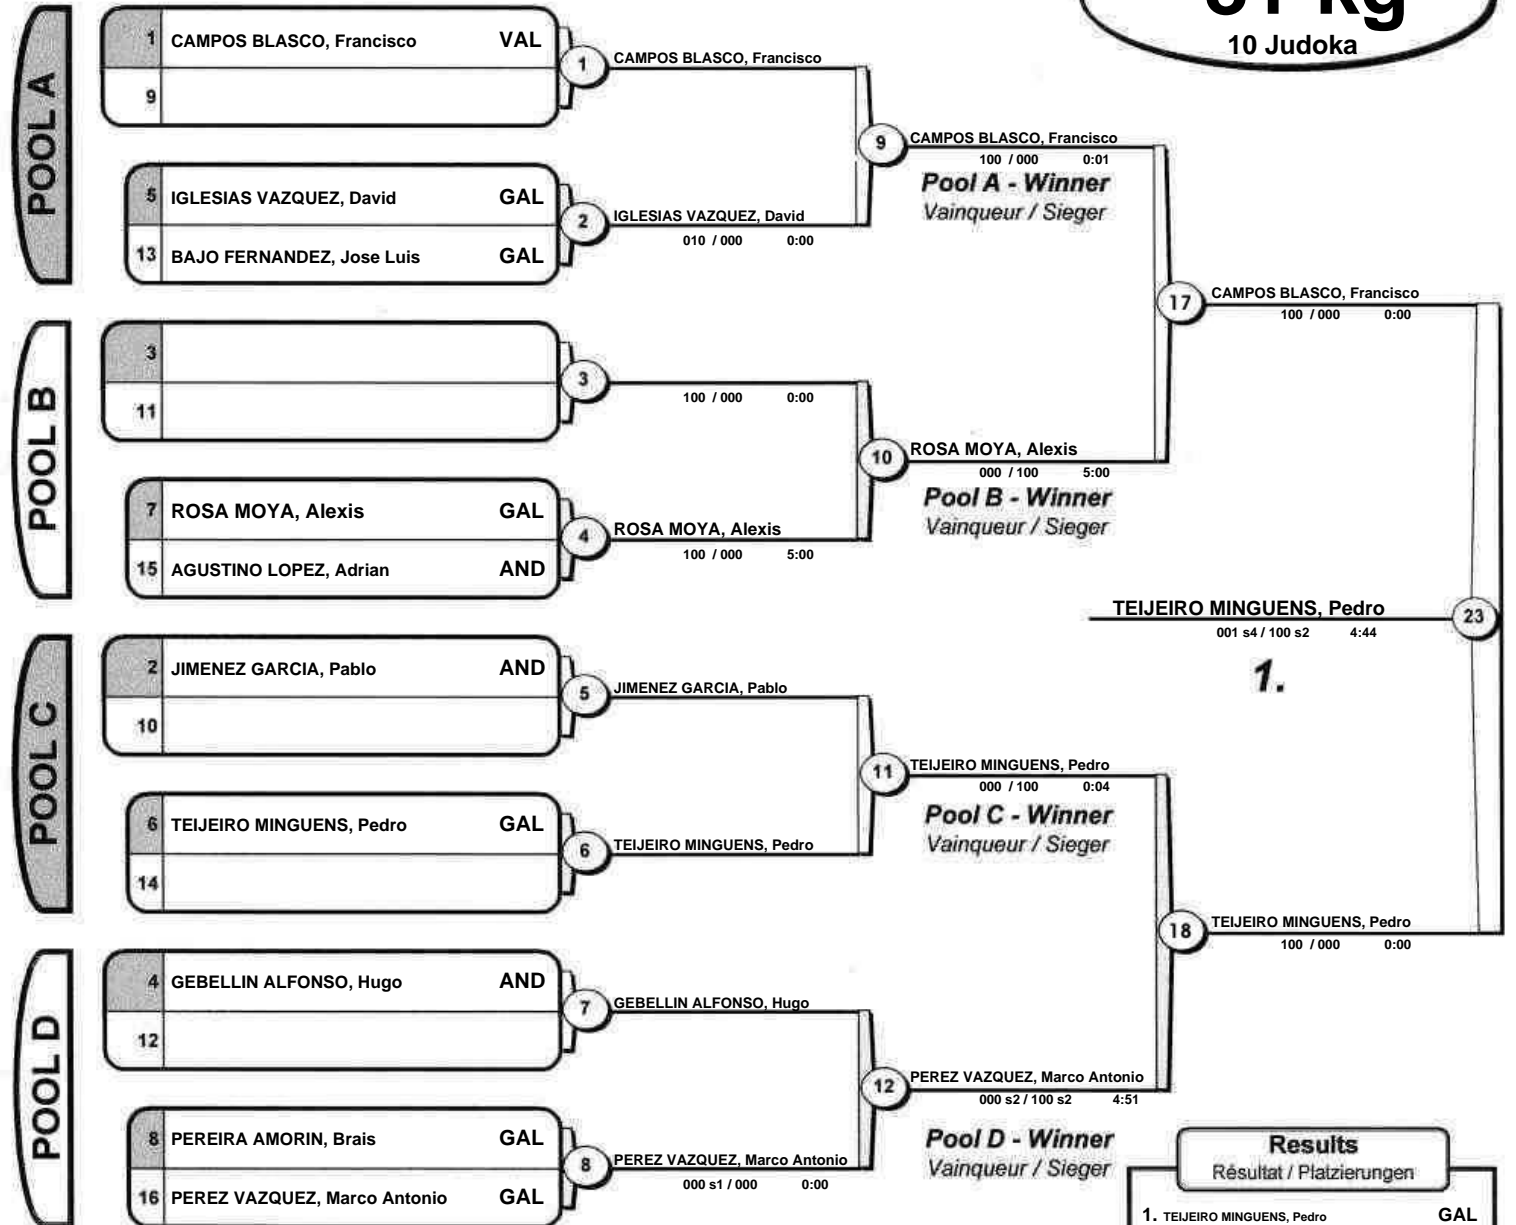 10 Judoka
POOL A
1 CAMPOS BLASCO, Francisco VAL
9
1 CAMPOS BLASCO, Francisco
5 IGLESIAS VAZQUEZ, David GAL
13 BAJO FERNANDEZ, Jose Luis GAL
2 IGLESIAS VAZQUEZ, David
010 / 000 0:00
9 CAMPOS BLASCO, Francisco
100 / 000 0:01
Pool A - Winner
Vainqueur / Sieger
POOL B
3
11
3
100 / 000 0:00
7 ROSA MOYA, Alexis GAL
15 AGUSTINO LOPEZ, Adrian AND
4 ROSA MOYA, Alexis
100 / 000 5:00
10 ROSA MOYA, Alexis
000 / 100 5:00
Pool B - Winner
Vainqueur / Sieger
17 CAMPOS BLASCO, Francisco
100 / 000 0:00
TEIJEIRO MINGUENS, Pedro 23
001 s4 / 100 s2 4:44
1.
POOL C
2 JIMENEZ GARCIA, Pablo AND
10
5 JIMENEZ GARCIA, Pablo
6 TEIJEIRO MINGUENS, Pedro GAL
14
6 TEIJEIRO MINGUENS, Pedro
11 TEIJEIRO MINGUENS, Pedro
000 / 100 0:04
Pool C - Winner
Vainqueur / Sieger
18 TEIJEIRO MINGUENS, Pedro
100 / 000 0:00
POOL D
4 GEBELLIN ALFONSO, Hugo AND
12
7 GEBELLIN ALFONSO, Hugo
8 PEREIRA AMORIN, Brais GAL
16 PEREZ VAZQUEZ, Marco Antonio GAL
8 PEREZ VAZQUEZ, Marco Antonio
000 s1 / 000 0:00
12 PEREZ VAZQUEZ, Marco Antonio
000 s2 / 100 s2 4:51
Pool D - Winner
Vainqueur / Sieger
Results
Résultat / Platzierungen
1. TEIJEIRO MINGUENS, Pedro GAL